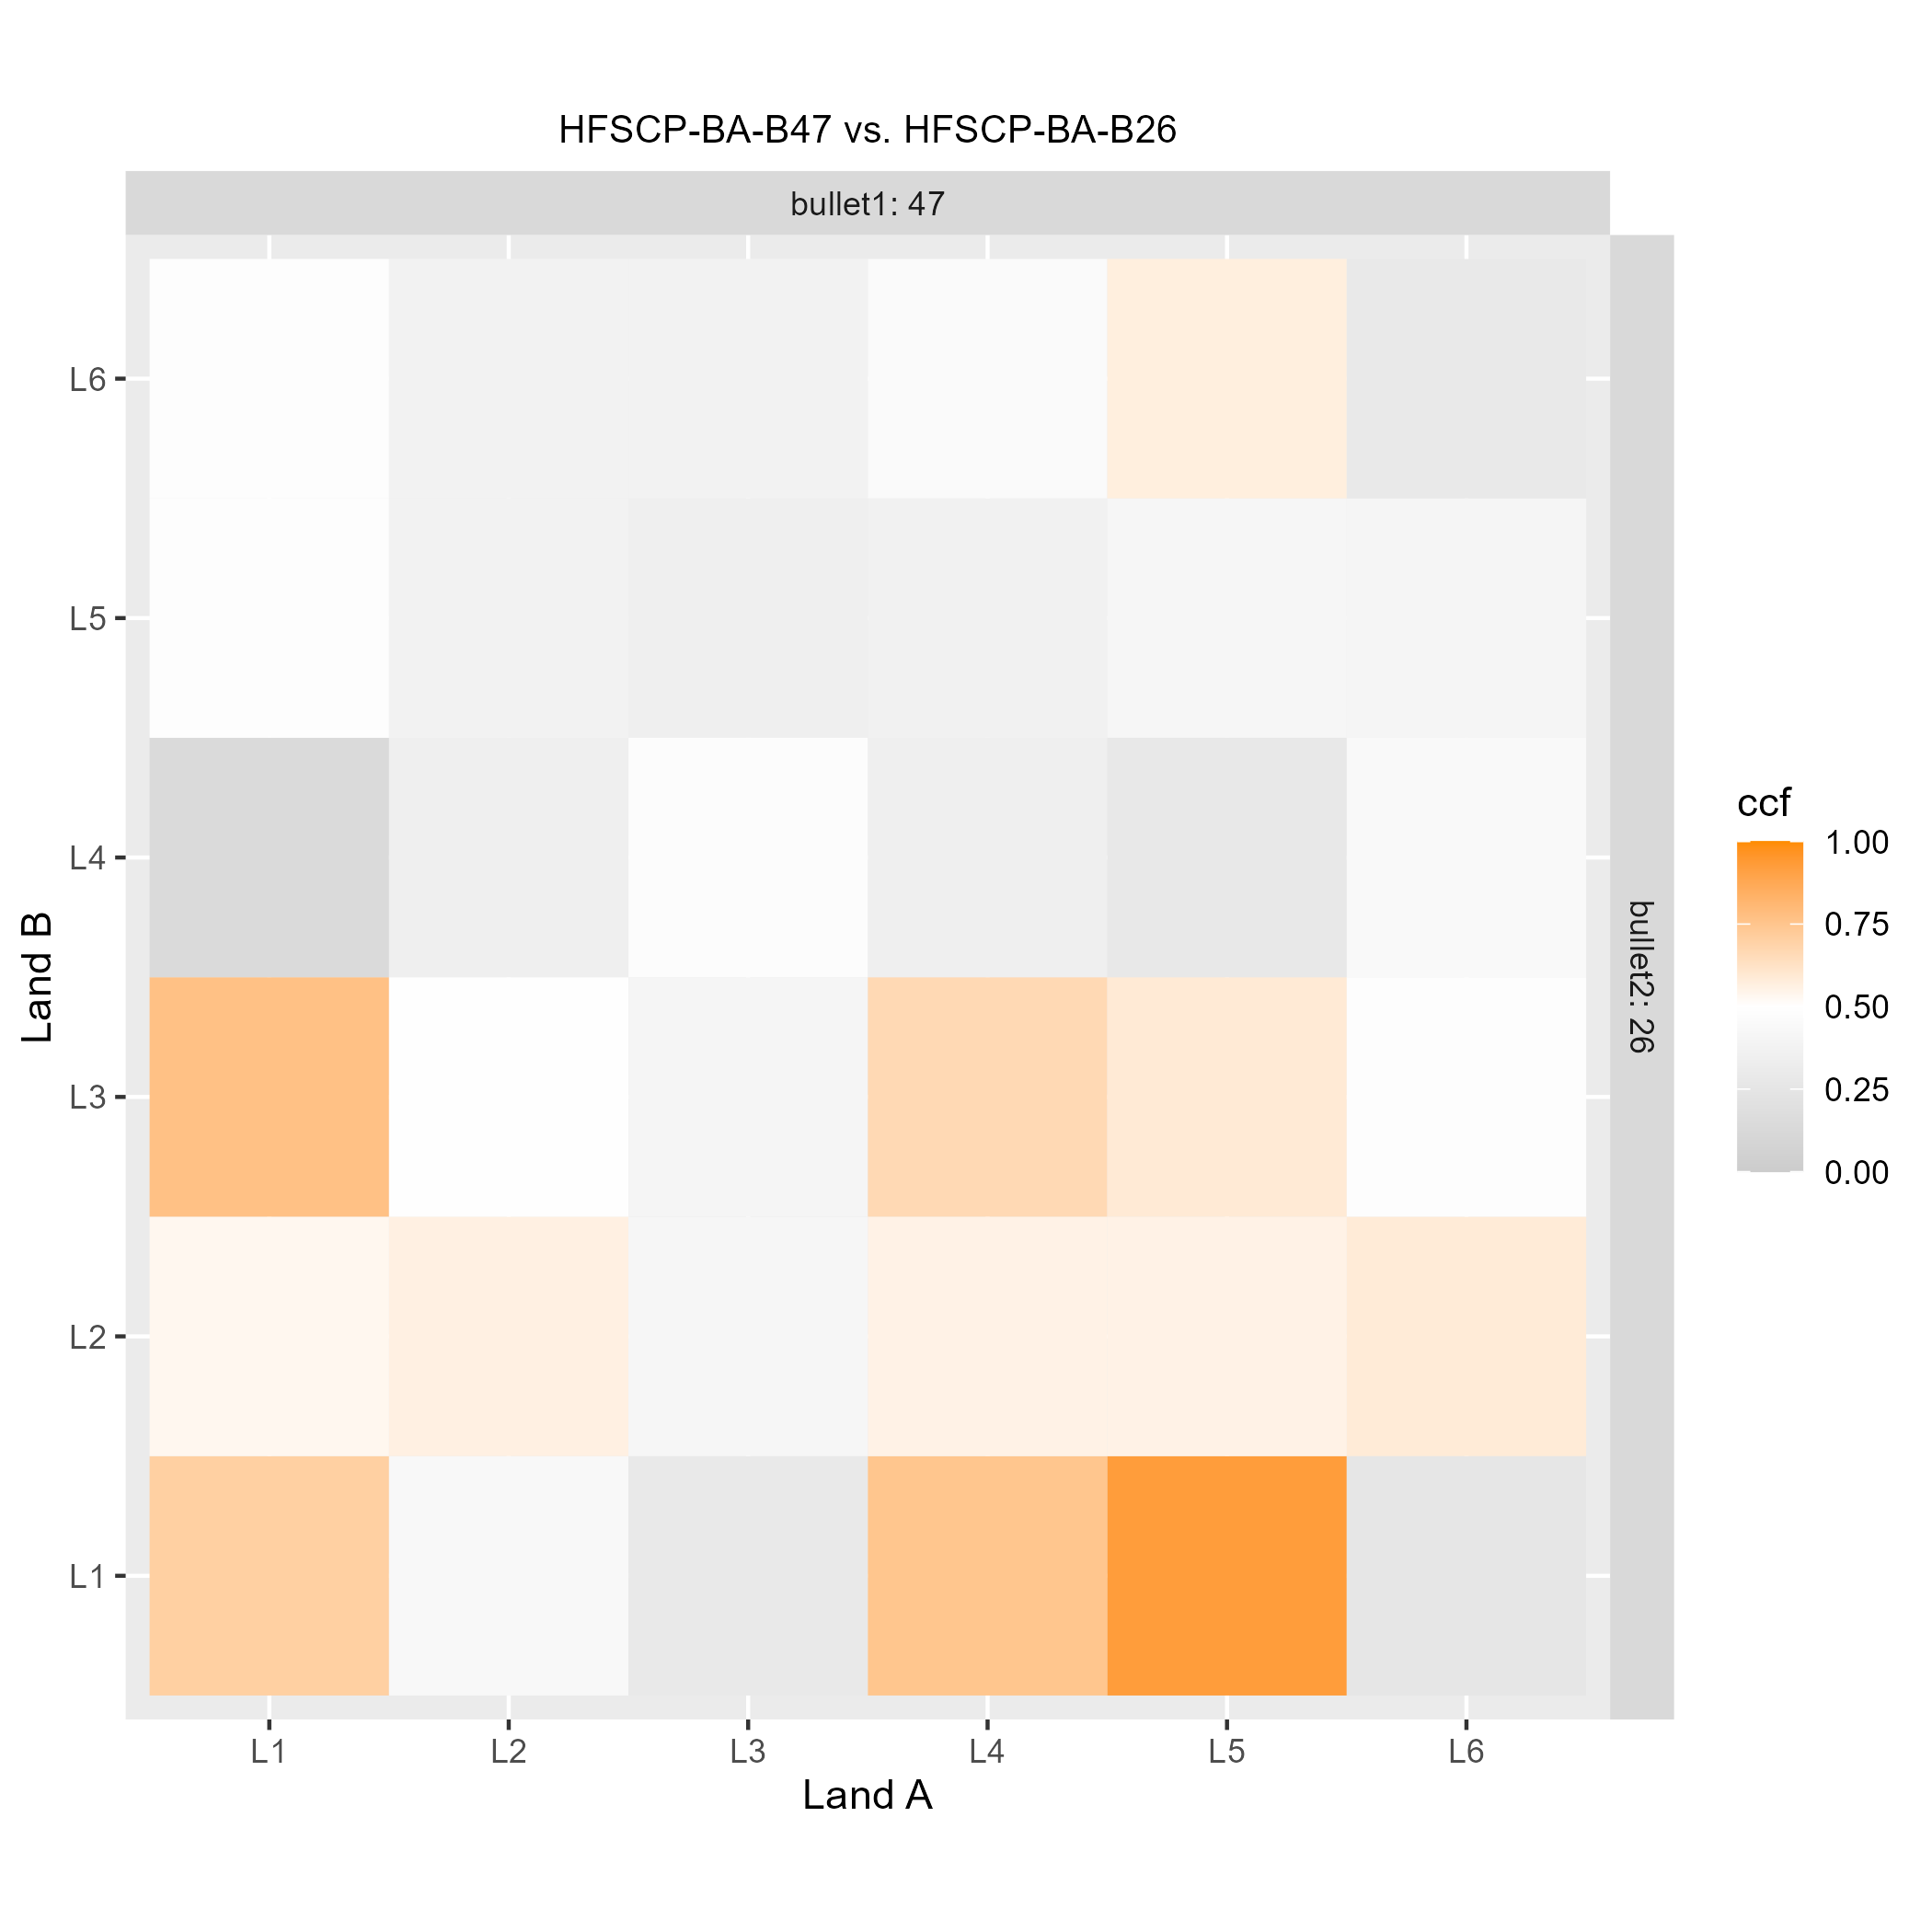 HFSCP-BA-B47 vs. HFSCP-BA-B26
bullet1: 47
L6
L5
L4
L3
L2
L1
Land B
bullet2: 26
L1 L2 L3 L4 L5 L6
Land A
ccf
1.00
0.75
0.50
0.25
0.00